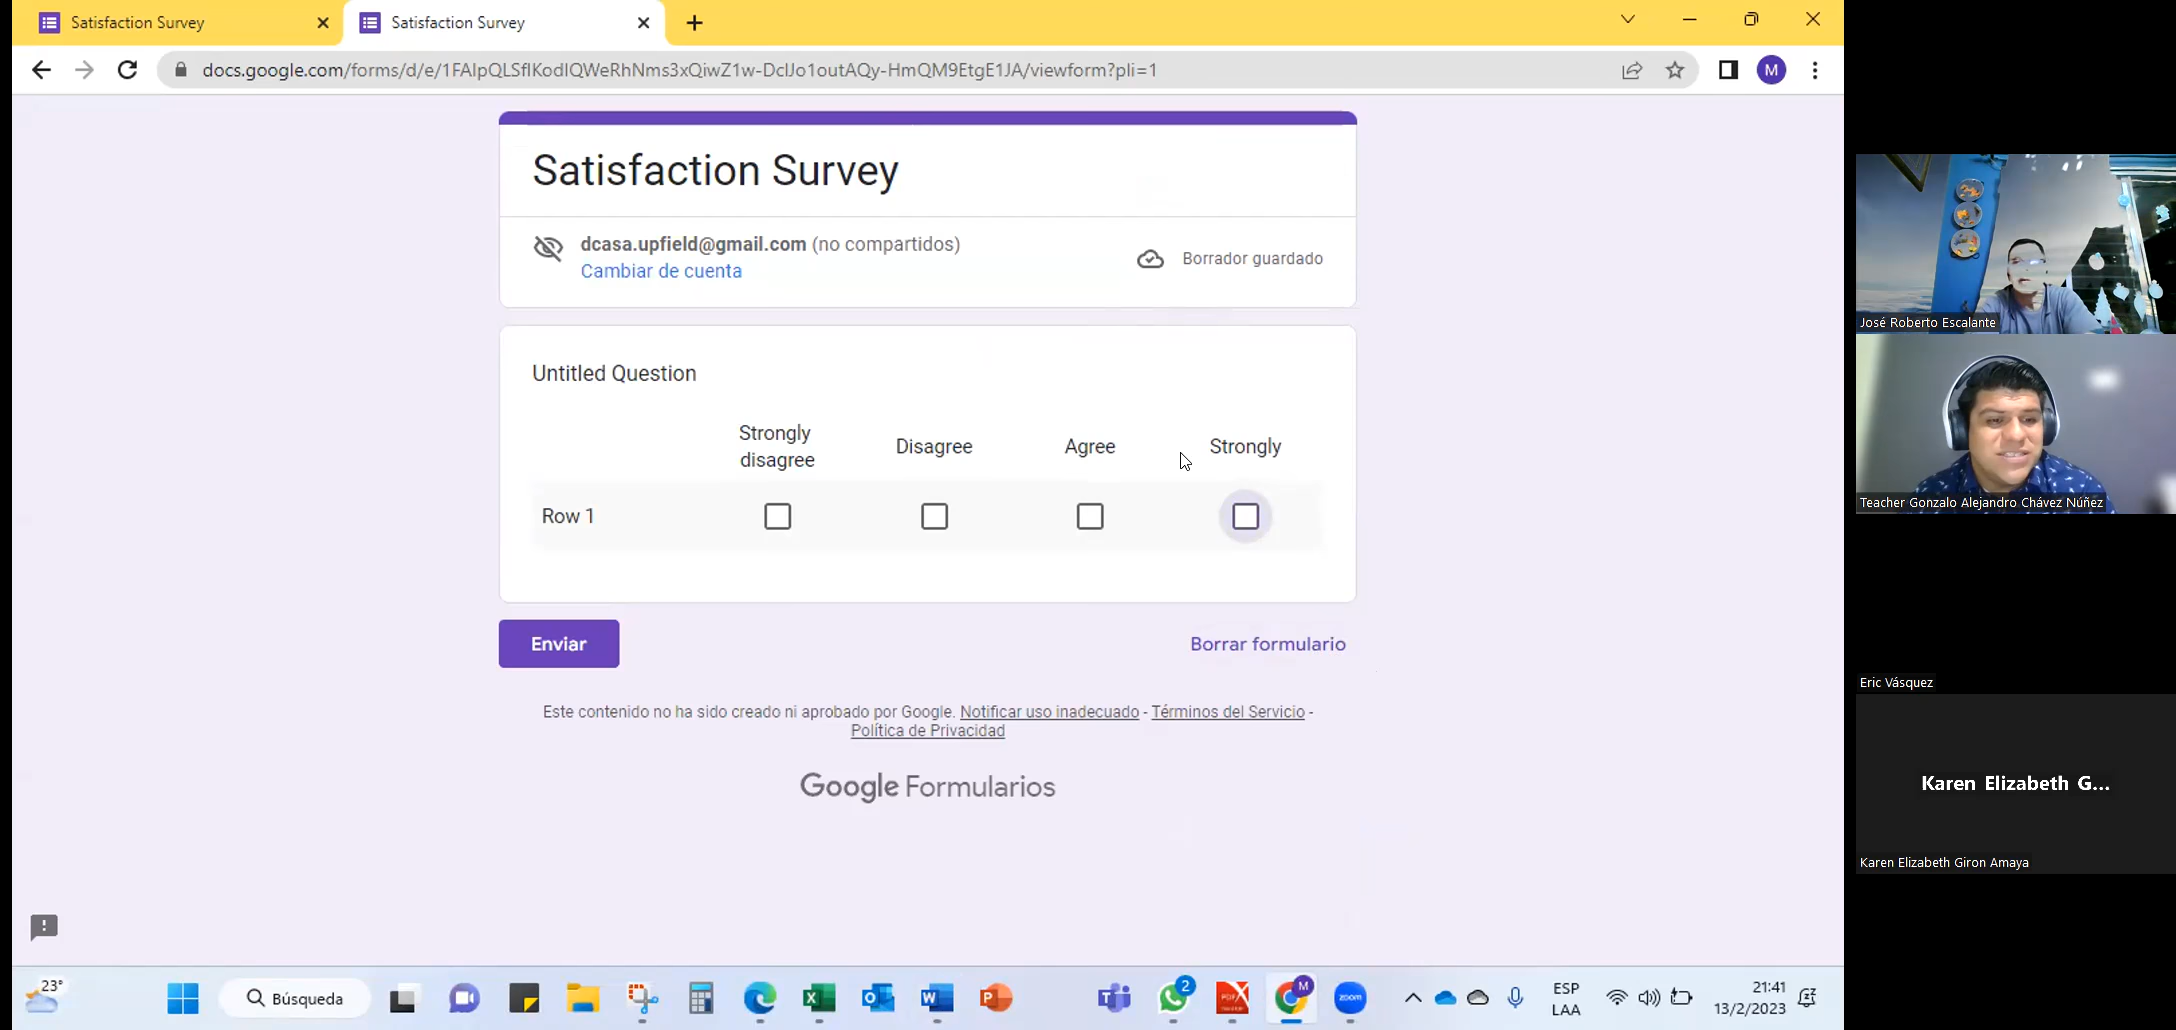 Satisfaction Survey
Satisfaction Survey
docs.google.com/forms/d/e/1FAIpQLSfIKodIQWeRhNms3xQiwZ1w-DcIJo1outAQy-HmQM9EtgE1JA/viewform?pli=1
M
Satisfaction Survey
dcasa.upfield@gmail.com (no compartidos)
Cambiar de cuenta
Borrador guardado
Untitled Question
Strongly disagree
Disagree
Agree
Strongly
Row 1
Enviar
Borrar formulario
Este contenido no ha sido creado ni aprobado por Google. Notificar uso inadecuado - Términos del Servicio -
Política de Privacidad
Google Formularios
José Roberto Escalante
Teacher Gonzalo Alejandro Chávez Núñez
Eric Vásquez
Karen Elizabeth G...
Karen Elizabeth Giron Amaya
23°
Búsqueda
2
M
zoom
ESP
LAA
21:41
13/2/2023